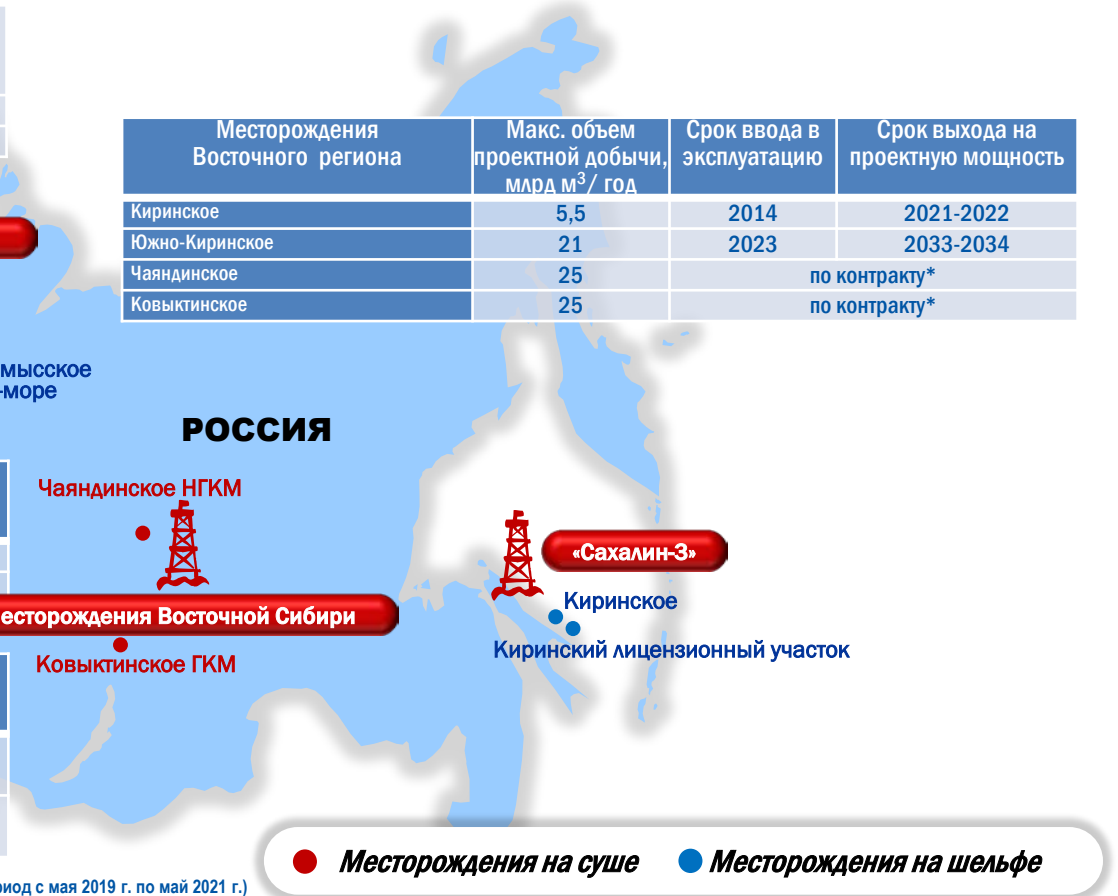 Месторождения Восточного региона
Макс. объем проектной добычи, млрд м³/ год
Срок ввода в эксплуатацию
Срок выхода на проектную мощность
Киринское 5,5 2014 2021-2022
Южно-Киринское 21 2023 2033-2034
Чаяндинское 25 по контракту*
Ковыктинское 25 по контракту*
мысское
-море
РОССИЯ
Чаяндинское НГКМ
«Сахалин-3»
Киринское
есторождения Восточной Сибири
Киринский лицензионный участок
Ковыктинское ГКМ
Месторождения на суше
Месторождения на шельфе
риод с мая 2019 г. по май 2021 г.)